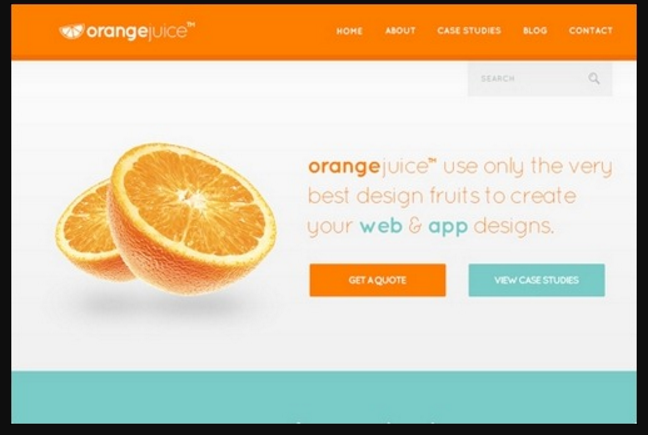 orangejuice™
HOME ABOUT CASE STUDIES BLOG CONTACT
SEARCH
orangejuice™ use only the very
best design fruits to create
your web & app designs.
GET A QUOTE VIEW CASE STUDIES